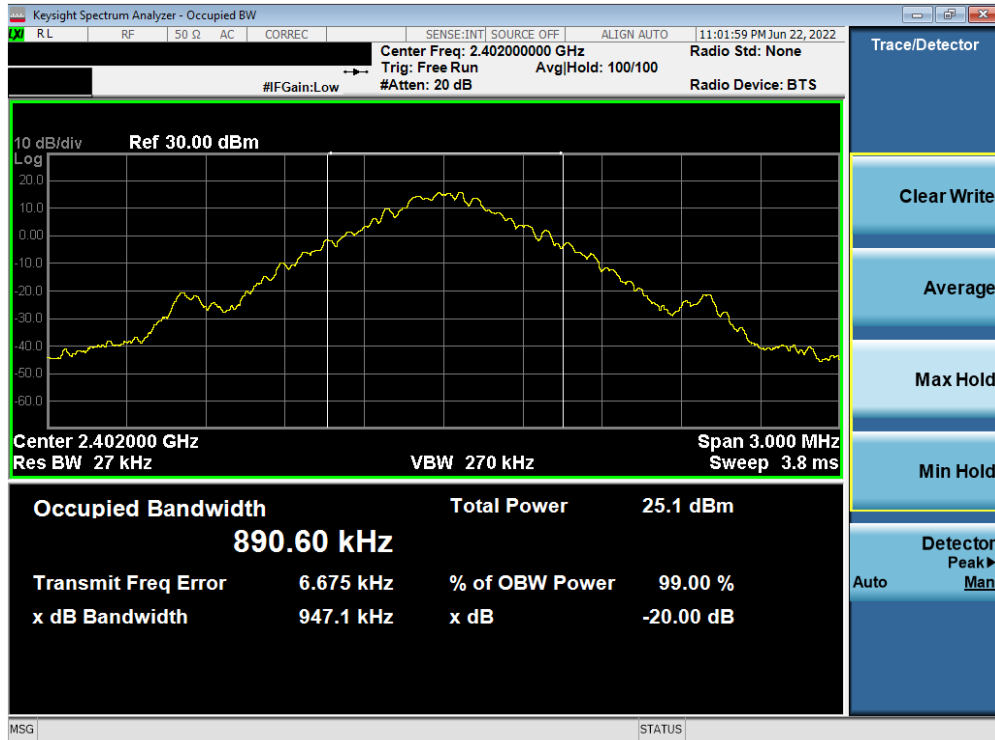 Keysight Spectrum Analyzer - Occupied BW
LXI RL RF 50 Ω AC CORREC SENSE:INT SOURCE OFF ALIGN AUTO 11:01:59 PM Jun 22, 2022
Center Freq: 2.402000000 GHz Radio Std: None
Trig: Free Run Avg|Hold: 100/100
#IFGain:Low #Atten: 20 dB Radio Device: BTS
Trace/Detector
10 dB/div Ref 30.00 dBm
Log
20.0
10.0
0.00
-10.0
-20.0
-30.0
-40.0
-50.0
-60.0
Center 2.402000 GHz Span 3.000 MHz
Res BW 27 kHz VBW 270 kHz Sweep 3.8 ms
Occupied Bandwidth Total Power 25.1 dBm
890.60 kHz
Transmit Freq Error 6.675 kHz % of OBW Power 99.00 %
x dB Bandwidth 947.1 kHz x dB -20.00 dB
Clear Write
Average
Max Hold
Min Hold
Detector
Peak▶
Auto Man
MSG STATUS